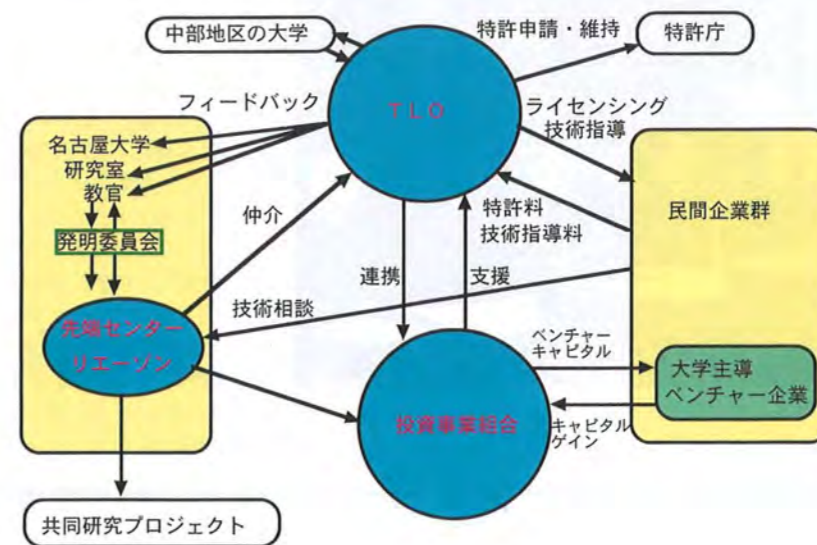 中部地区の大学
特許申請・維持
特許庁
フィードバック
TLO
ライセンシング
技術指導
名古屋大学
研究室
教官
発明委員会
仲介
特許料
技術指導料
民間企業群
連携
支援
技術相談
先端センター
リエーゾン
ベンチャー
キャピタル
大学主導
ベンチャー企業
投資事業組合
キャピタル
ゲイン
共同研究プロジェクト